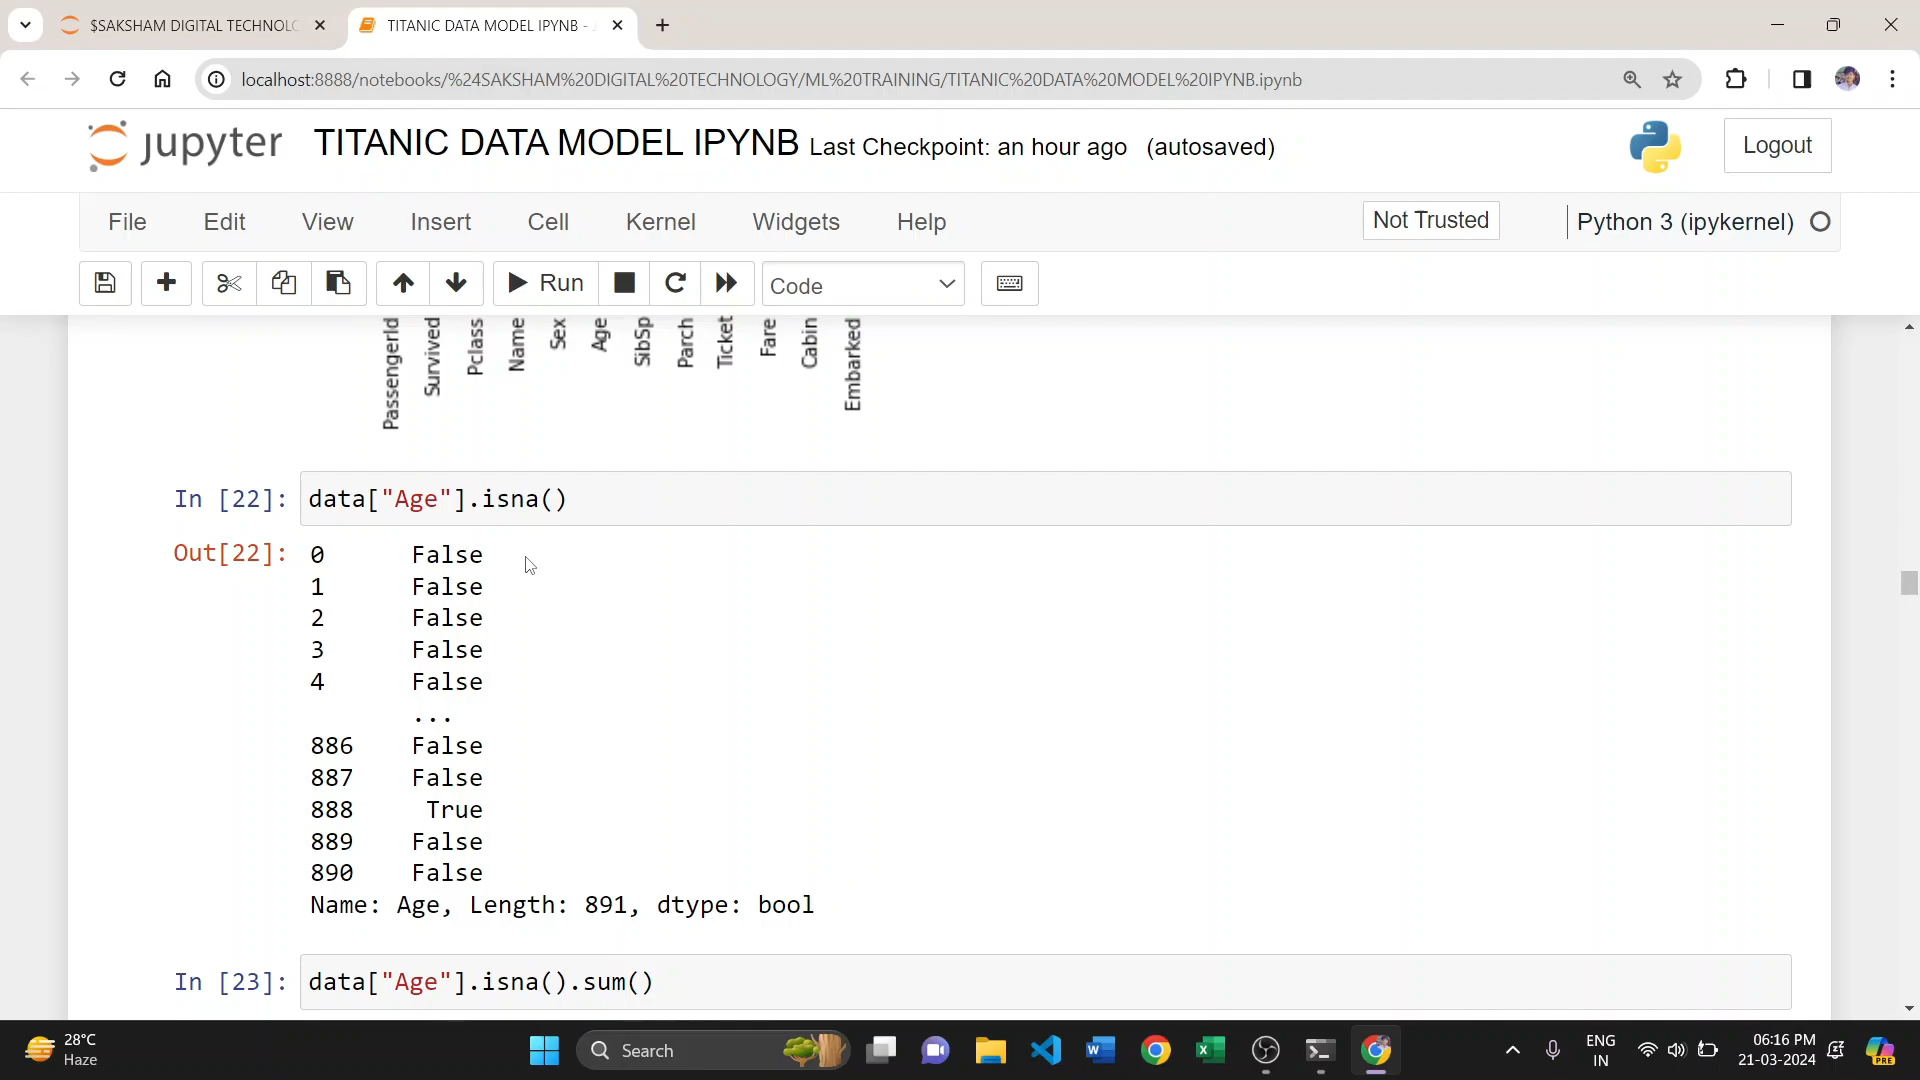 $SAKSHAM DIGITAL TECHNOLO
TITANIC DATA MODEL IPYNB -
localhost:8888/notebooks/%24SAKSHAM%20DIGITAL%20TECHNOLOGY/ML%20TRAINING/TITANIC%20DATA%20MODEL%20IPYNB.ipynb
jupyter TITANIC DATA MODEL IPYNB Last Checkpoint: an hour ago (autosaved)
Logout
File Edit View Insert Cell Kernel Widgets Help
Not Trusted
Python 3 (ipykernel)
Run
Code
PassengerId
Survived
Pclass
Name
Sex
Age
SibSp
Parch
Ticket
Fare
Cabin
Embarked
In [22]: data["Age"].isna()
Out[22]: 0 False
1 False
2 False
3 False
4 False
...
886 False
887 False
888 True
889 False
890 False
Name: Age, Length: 891, dtype: bool
In [23]: data["Age"].isna().sum()
28°C
Haze
Search
ENG
IN
06:16 PM
21-03-2024
PRE